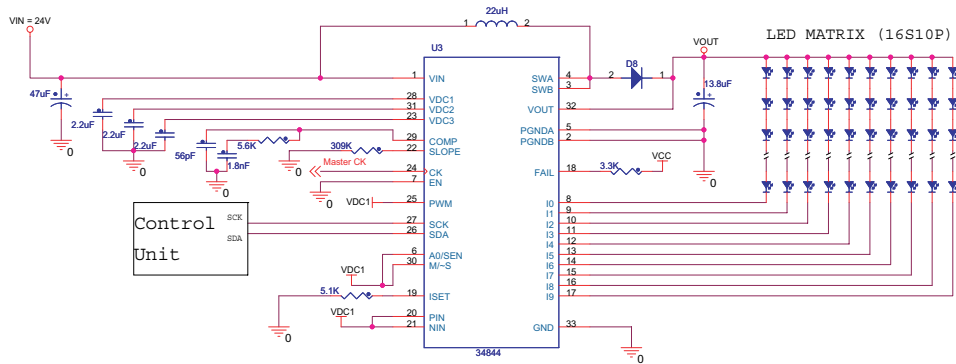 VIN = 24V
1 22uH 2
VOUT
LED MATRIX (16S10P)
U3
D8
2 1
47uF
+
0
2.2uF
2.2uF
2.2uF
0
56pF
1.8nF
5.6K
0
309K
0
Master CK
0
VDC1
Control
Unit
SCK
SDA
VDC1
5.1K
0
VDC1
1 VIN
28 VDC1
31 VDC2
23 VDC3
29 COMP
22 SLOPE
24 CK
7 EN
25 PWM
27 SCK
26 SDA
6 A0/SEN
30 M/~S
19 ISET
20 PIN
21 NIN
SWA 4
SWB 3
VOUT 32
PGNDA 5
PGNDB 2
FAIL 18
I0 8
I1 9
I2 10
I3 11
I4 12
I5 13
I6 14
I7 15
I8 16
I9 17
GND 33
34844
13.8uF
+
3.3K
VCC
0
0